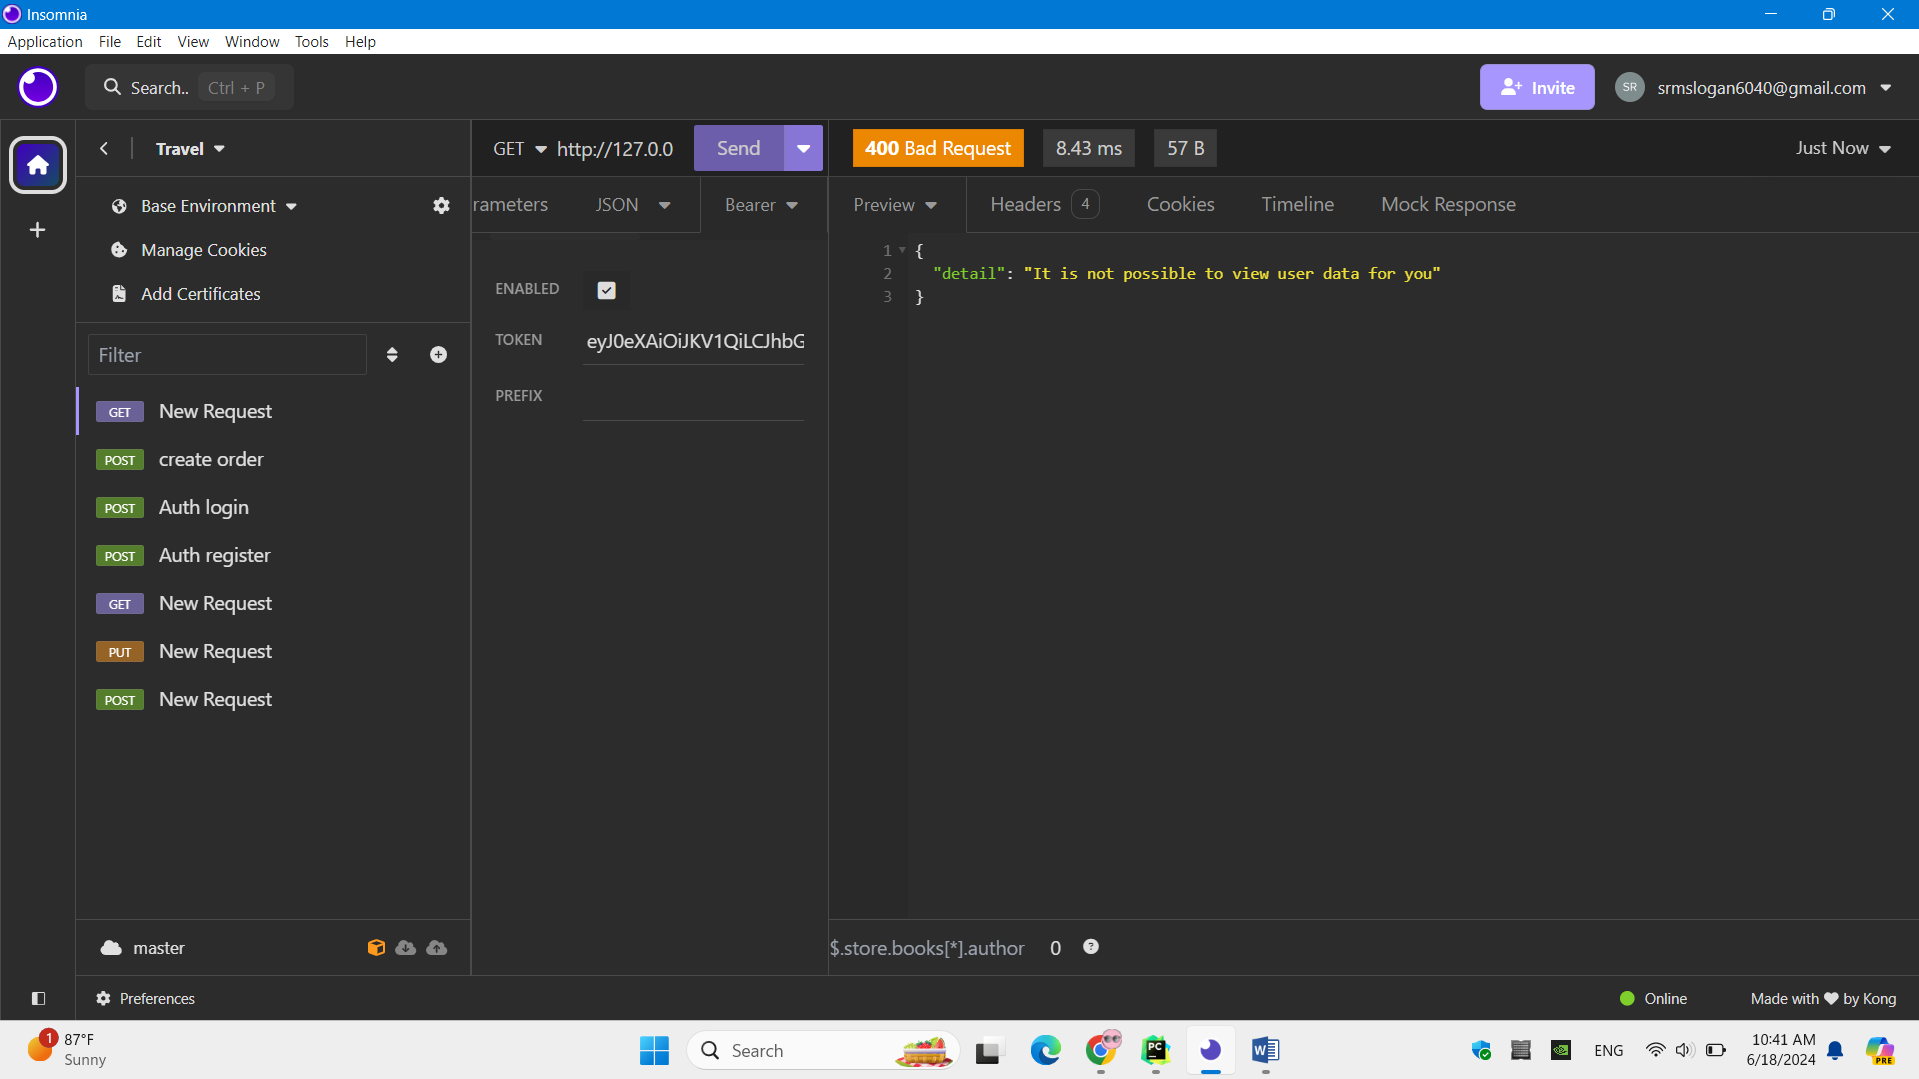 Insomnia
Application File Edit View Window Tools Help
Search.. Ctrl + P
Invite
SR srmslogan6040@gmail.com
Travel
GET http://127.0.0 Send
400 Bad Request 8.43 ms 57 B
Just Now
Base Environment
Manage Cookies
Add Certificates
rameters JSON Bearer
Preview Headers 4 Cookies Timeline Mock Response
ENABLED
TOKEN eyJ0eXAiOiJKV1QiLCJhbG
PREFIX
1 {
2 "detail": "It is not possible to view user data for you"
3 }
Filter
GET New Request
POST create order
POST Auth login
POST Auth register
GET New Request
PUT New Request
POST New Request
master
$.store.books[*].author 0 ?
Preferences
Online
Made with ❤ by Kong
1
87°F
Sunny
Search
PC
W
ENG
10:41 AM
6/18/2024
PRE